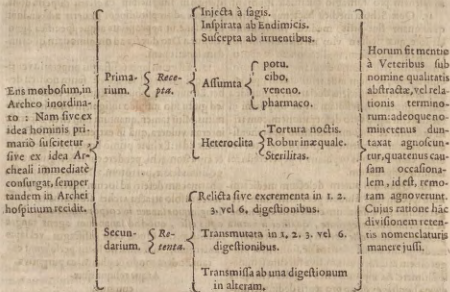 Ens morbosum, in
Archeo inordina-
to : Nam sive ex
idea hominis pri-
mariò suscitetur,
sive ex idea Ar-
cheali immediatè
consurgat, semper
tandem in Archei
hospitium recidit.
Prima-
rium.
Rece-
ptæ.
Injecta à sagis.
Inspirata ab Endimicis.
Suscepta ab irruentibus.
Assumta
potu.
cibo,
veneno.
pharmaco.
Heteroclita
Tortura noctis.
Robur inæquale.
Sterilitas.
Secun-
darium.
Re-
tenta.
Relicta sive excrementa in 1. 2.
3. vel 6. digestionibus.
Transmutata in 1. 2. 3. vel 6.
digestionibus.
Transmissa ab una digestionum
in alteram.
Horum fit mentio
à Veteribus sub
nomine qualitatis
abstractæ, vel rela-
tionis termino-
rum: adeoque no-
minetenus dun-
taxat agnoscun-
tur, quatenus cau-
sam occasiona-
lem, id est, remo-
tam agnoverunt.
Cujus ratione hâc
divisionem reten-
tis nomenclaturis
manere jussi.